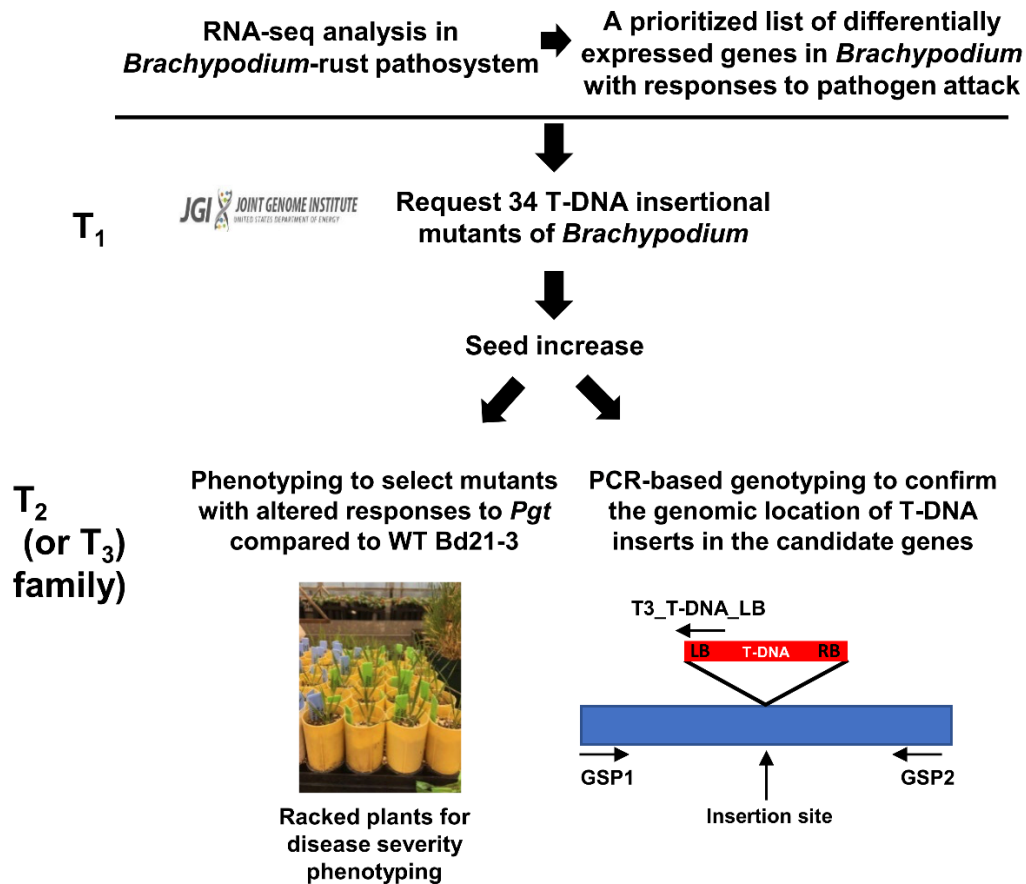 RNA-seq analysis in
Brachypodium-rust pathosystem
A prioritized list of differentially
expressed genes in Brachypodium
with responses to pathogen attack
T1
JGI JOINT GENOME INSTITUTE
UNITED STATES DEPARTMENT OF ENERGY
Request 34 T-DNA insertional
mutants of Brachypodium
Seed increase
T2
(or T3)
family)
Phenotyping to select mutants
with altered responses to Pgt
compared to WT Bd21-3
PCR-based genotyping to confirm
the genomic location of T-DNA
inserts in the candidate genes
T3_T-DNA_LB
LB T-DNA RB
GSP1
GSP2
Insertion site
Racked plants for
disease severity
phenotyping